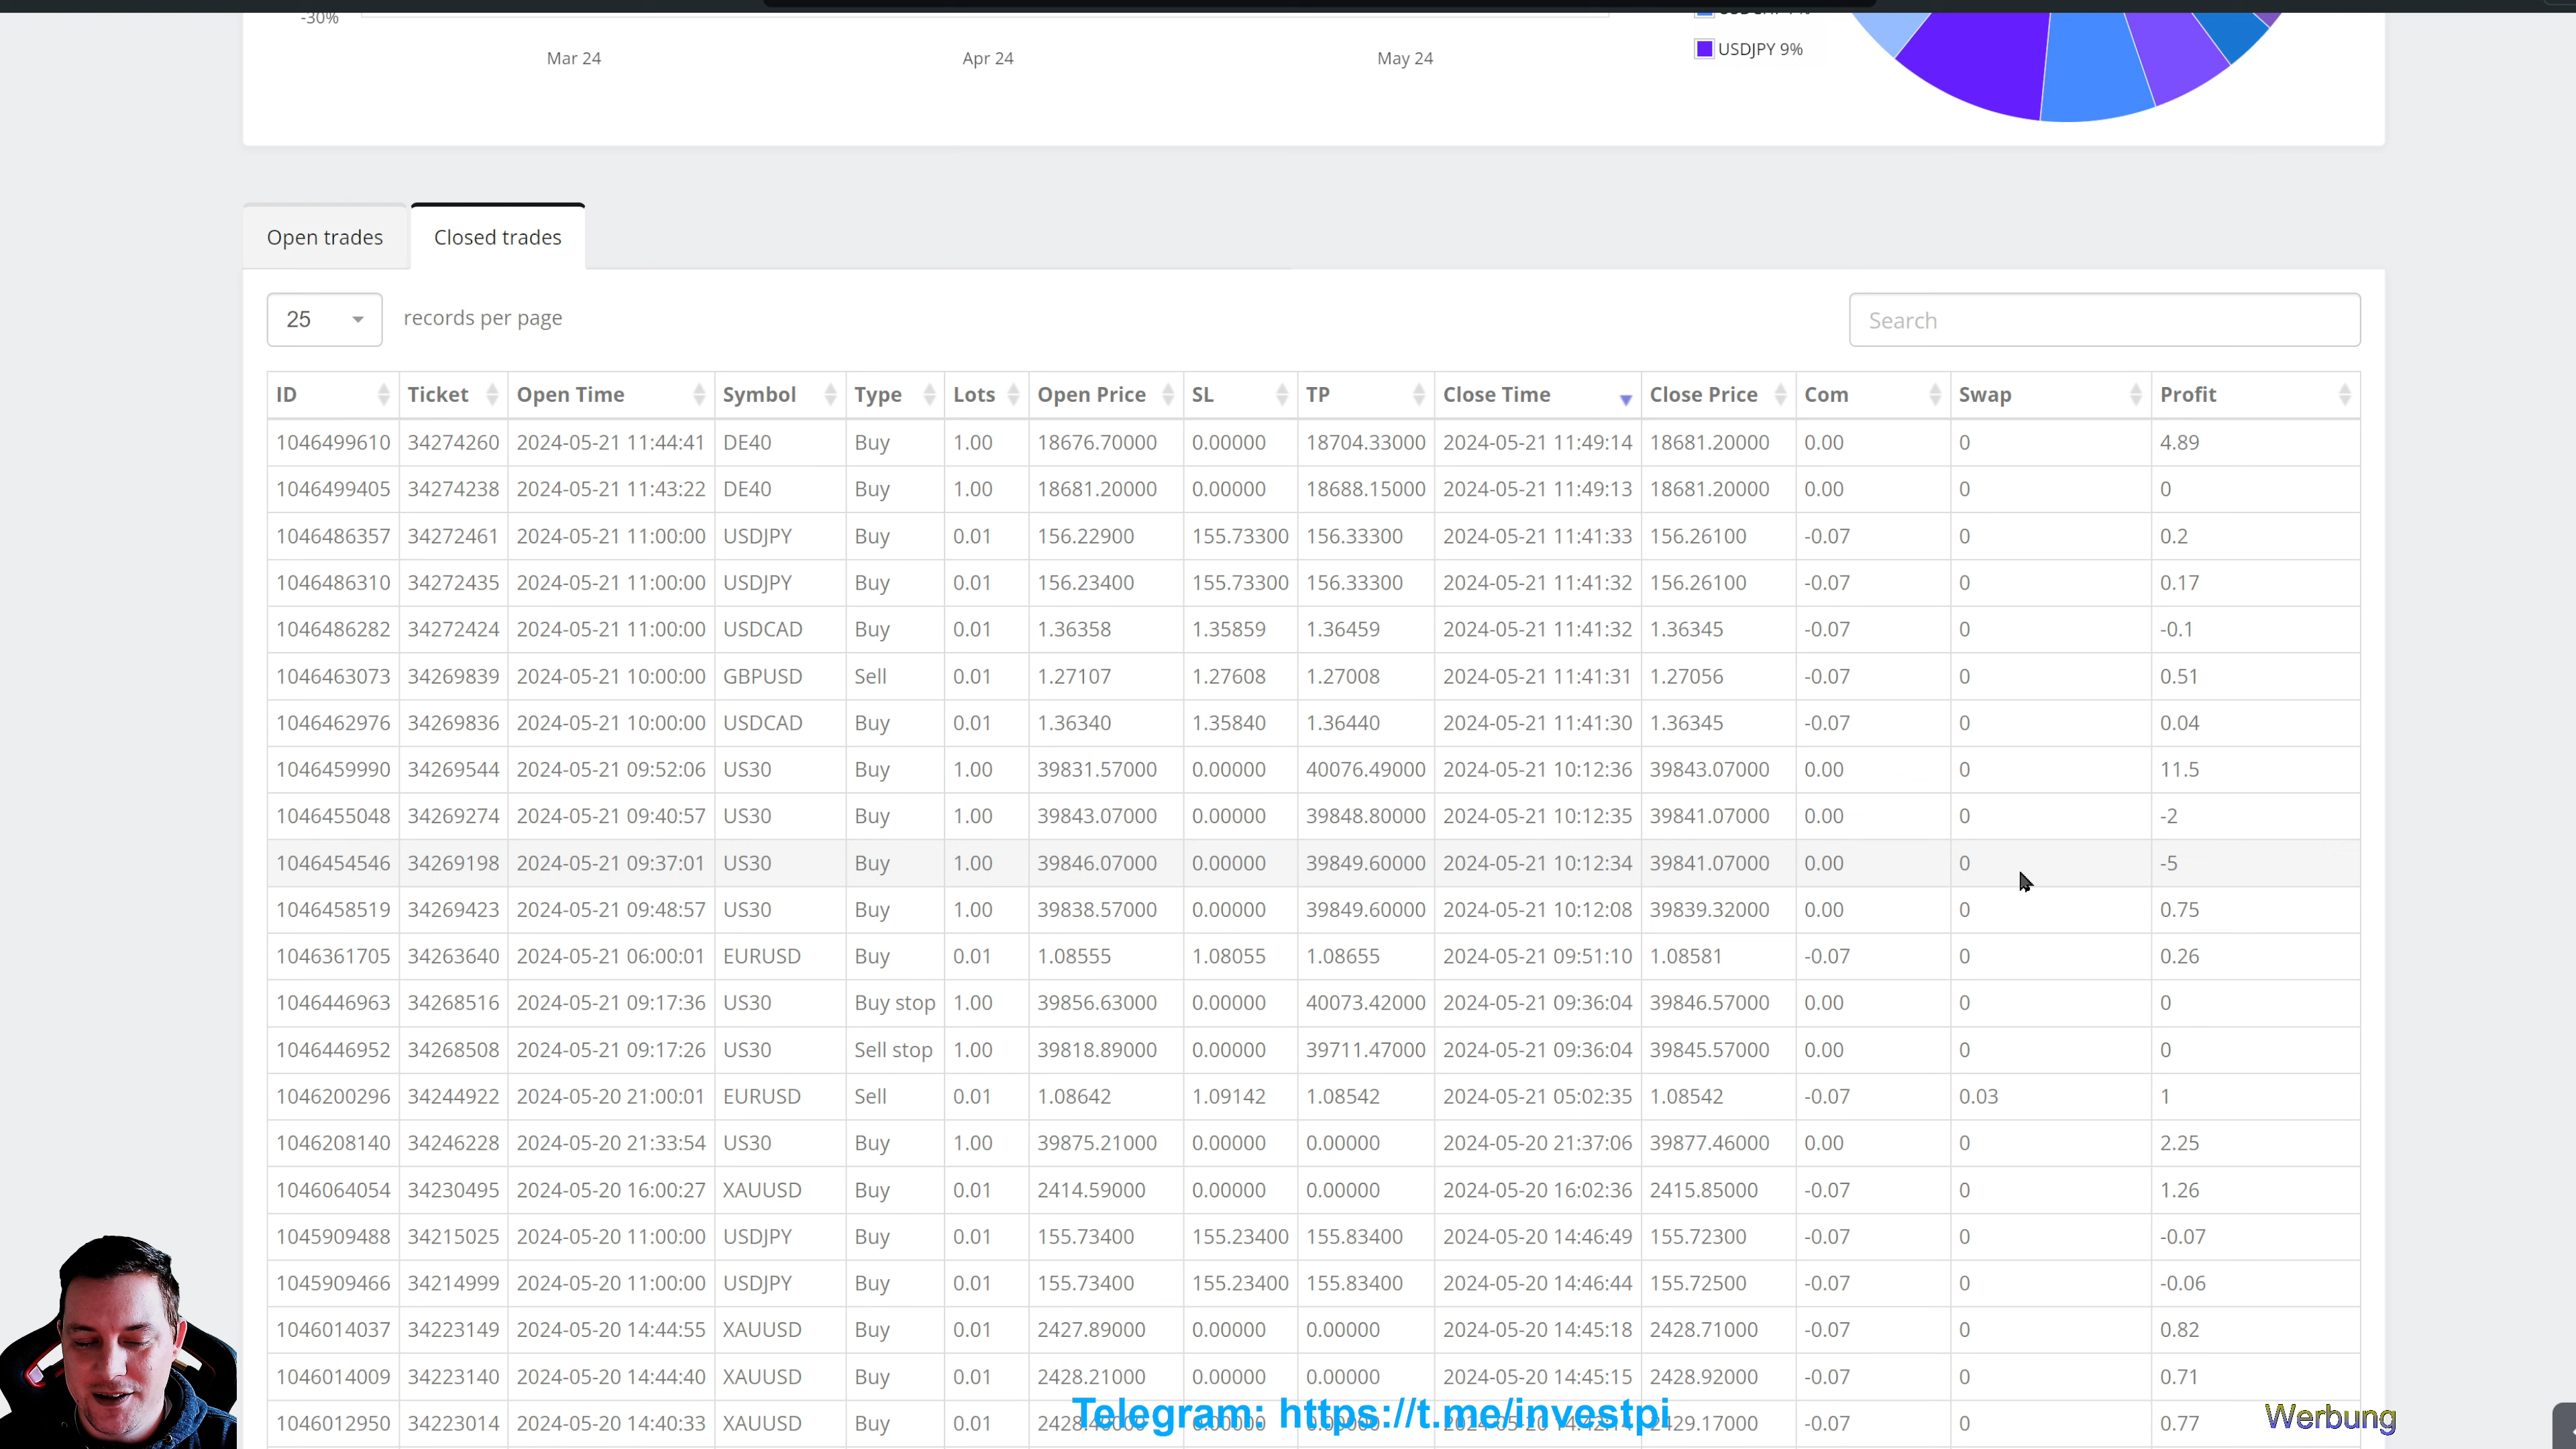 -30%
Mar 24 Apr 24 May 24
USDJPY 9%
Open trades Closed trades
25 records per page Search
ID Ticket Open Time Symbol Type Lots Open Price SL TP Close Time Close Price Com Swap Profit
1046499610 34274260 2024-05-21 11:44:41 DE40 Buy 1.00 18676.70000 0.00000 18704.33000 2024-05-21 11:49:14 18681.20000 0.00 0 4.89
1046499405 34274238 2024-05-21 11:43:22 DE40 Buy 1.00 18681.20000 0.00000 18688.15000 2024-05-21 11:49:13 18681.20000 0.00 0 0
1046486357 34272461 2024-05-21 11:00:00 USDJPY Buy 0.01 156.22900 155.73300 156.33300 2024-05-21 11:41:33 156.26100 -0.07 0 0.2
1046486310 34272435 2024-05-21 11:00:00 USDJPY Buy 0.01 156.23400 155.73300 156.33300 2024-05-21 11:41:32 156.26100 -0.07 0 0.17
1046486282 34272424 2024-05-21 11:00:00 USDCAD Buy 0.01 1.36358 1.35859 1.36459 2024-05-21 11:41:32 1.36345 -0.07 0 -0.1
1046463073 34269839 2024-05-21 10:00:00 GBPUSD Sell 0.01 1.27107 1.27608 1.27008 2024-05-21 11:41:31 1.27056 -0.07 0 0.51
1046462976 34269836 2024-05-21 10:00:00 USDCAD Buy 0.01 1.36340 1.35840 1.36440 2024-05-21 11:41:30 1.36345 -0.07 0 0.04
1046459990 34269544 2024-05-21 09:52:06 US30 Buy 1.00 39831.57000 0.00000 40076.49000 2024-05-21 10:12:36 39843.07000 0.00 0 11.5
1046455048 34269274 2024-05-21 09:40:57 US30 Buy 1.00 39843.07000 0.00000 39848.80000 2024-05-21 10:12:35 39841.07000 0.00 0 -2
1046454546 34269198 2024-05-21 09:37:01 US30 Buy 1.00 39846.07000 0.00000 39849.60000 2024-05-21 10:12:34 39841.07000 0.00 0 -5
1046458519 34269423 2024-05-21 09:48:57 US30 Buy 1.00 39838.57000 0.00000 39849.60000 2024-05-21 10:12:08 39839.32000 0.00 0 0.75
1046361705 34263640 2024-05-21 06:00:01 EURUSD Buy 0.01 1.08555 1.08055 1.08655 2024-05-21 09:51:10 1.08581 -0.07 0 0.26
1046446963 34268516 2024-05-21 09:17:36 US30 Buy stop 1.00 39856.63000 0.00000 40073.42000 2024-05-21 09:36:04 39846.57000 0.00 0 0
1046446952 34268508 2024-05-21 09:17:26 US30 Sell stop 1.00 39818.89000 0.00000 39711.47000 2024-05-21 09:36:04 39845.57000 0.00 0 0
1046200296 34244922 2024-05-20 21:00:01 EURUSD Sell 0.01 1.08642 1.09142 1.08542 2024-05-21 05:02:35 1.08542 -0.07 0.03 1
1046208140 34246228 2024-05-20 21:33:54 US30 Buy 1.00 39875.21000 0.00000 0.00000 2024-05-20 21:37:06 39877.46000 0.00 0 2.25
1046064054 34230495 2024-05-20 16:00:27 XAUUSD Buy 0.01 2414.59000 0.00000 0.00000 2024-05-20 16:02:36 2415.85000 -0.07 0 1.26
1045909488 34215025 2024-05-20 11:00:00 USDJPY Buy 0.01 155.73400 155.23400 155.83400 2024-05-20 14:46:49 155.72300 -0.07 0 -0.07
1045909466 34214999 2024-05-20 11:00:00 USDJPY Buy 0.01 155.73400 155.23400 155.83400 2024-05-20 14:46:44 155.72500 -0.07 0 -0.06
1046014037 34223149 2024-05-20 14:44:55 XAUUSD Buy 0.01 2427.89000 0.00000 0.00000 2024-05-20 14:45:18 2428.71000 -0.07 0 0.82
1046014009 34223140 2024-05-20 14:44:40 XAUUSD Buy 0.01 2428.21000 0.00000 0.00000 2024-05-20 14:45:15 2428.92000 -0.07 0 0.71
1046012950 34223014 2024-05-20 14:40:33 XAUUSD Buy 0.01 -0.07 0 0.77
Telegram: https://t.me/investpi
Werbung